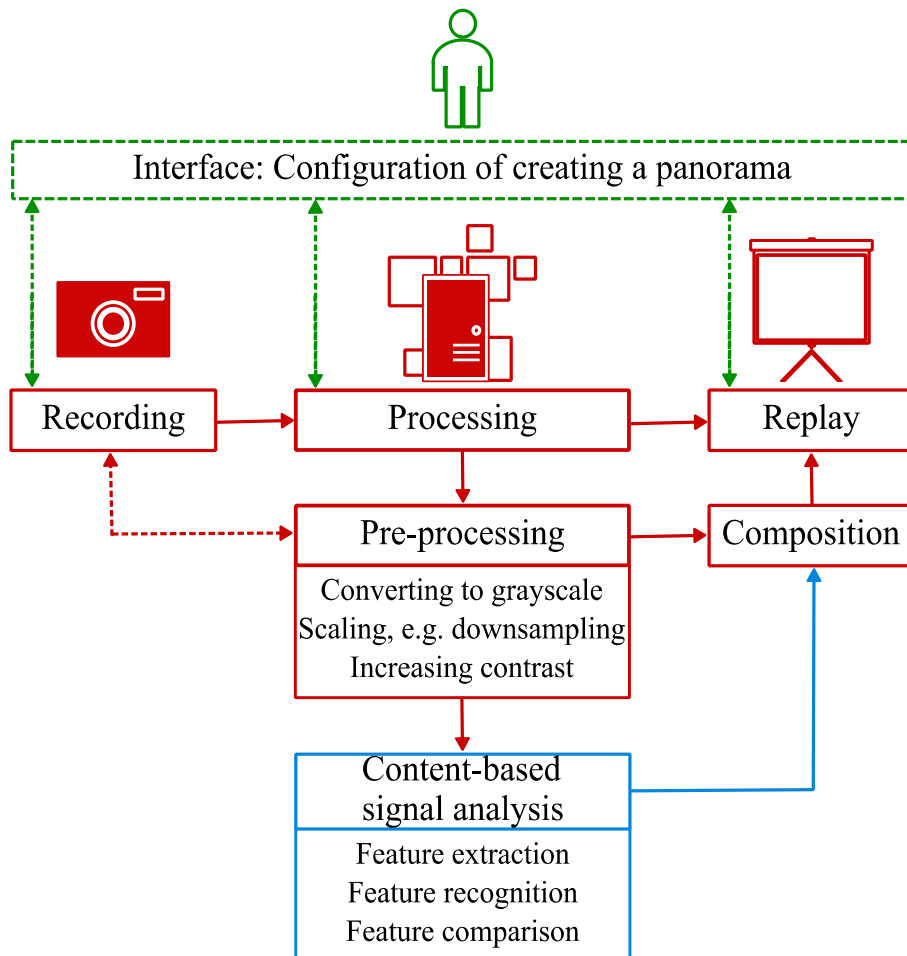 Interface: Configuration of creating a panorama
Recording
Processing
Replay
Pre-processing
Composition
Converting to grayscale
Scaling, e.g. downsampling
Increasing contrast
Content-based
signal analysis
Feature extraction
Feature recognition
Feature comparison